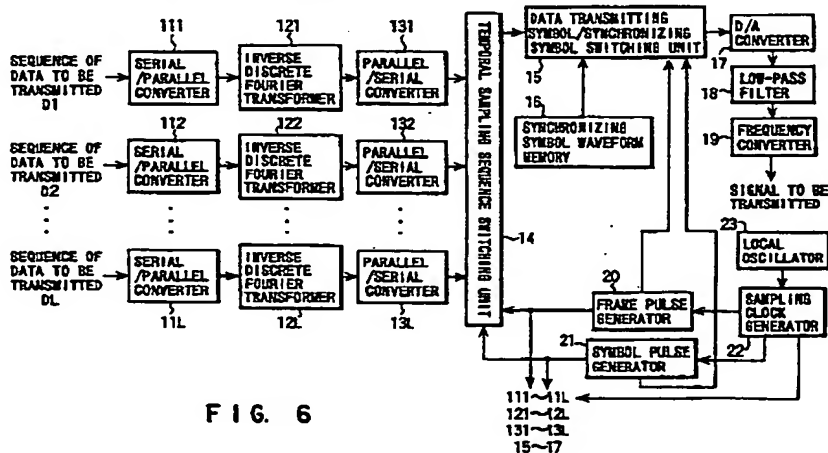 111
121
131
SEQUENCE OF
DATA TO BE
TRANSMITTED
D1
SERIAL
/PARALLEL
CONVERTER
INVERSE
DISCRETE
FOURIER
TRANSFORMER
PARALLEL
/SERIAL
CONVERTER
112
122
132
SEQUENCE OF
DATA TO BE
TRANSMITTED
D2
SERIAL
/PARALLEL
CONVERTER
INVERSE
DISCRETE
FOURIER
TRANSFORMER
PARALLEL
/SERIAL
CONVERTER
SEQUENCE OF
DATA TO BE
TRANSMITTED
DL
SERIAL
/PARALLEL
CONVERTER
INVERSE
DISCRETE
FOURIER
TRANSFORMER
PARALLEL
/SERIAL
CONVERTER
11L
12L
13L
TEMPORAL SAMPLING SEQUENCE SWITCHING UNIT
14
DATA TRANSMITTING
SYMBOL/SYNCHRONIZING
SYMBOL SWITCHING UNIT
15
16
SYNCHRONIZING
SYMBOL WAVEFORM
MEMORY
D/A
CONVERTER
17
LOW-PASS
FILTER
18
FREQUENCY
CONVERTER
19
SIGNAL TO BE
TRANSMITTED
23
LOCAL
OSCILLATOR
20
FRAME PULSE
GENERATOR
SAMPLING
CLOCK
GENERATOR
22
21
SYMBOL PULSE
GENERATOR
111~11L
121~12L
131~13L
15~17
FIG. 6